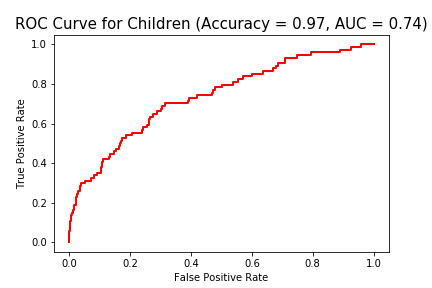 ROC Curve for Children (Accuracy = 0.97, AUC = 0.74)
1.0
0.8
0.6
0.4
0.2
0.0
True Positive Rate
0.0 0.2 0.4 0.6 0.8 1.0
False Positive Rate